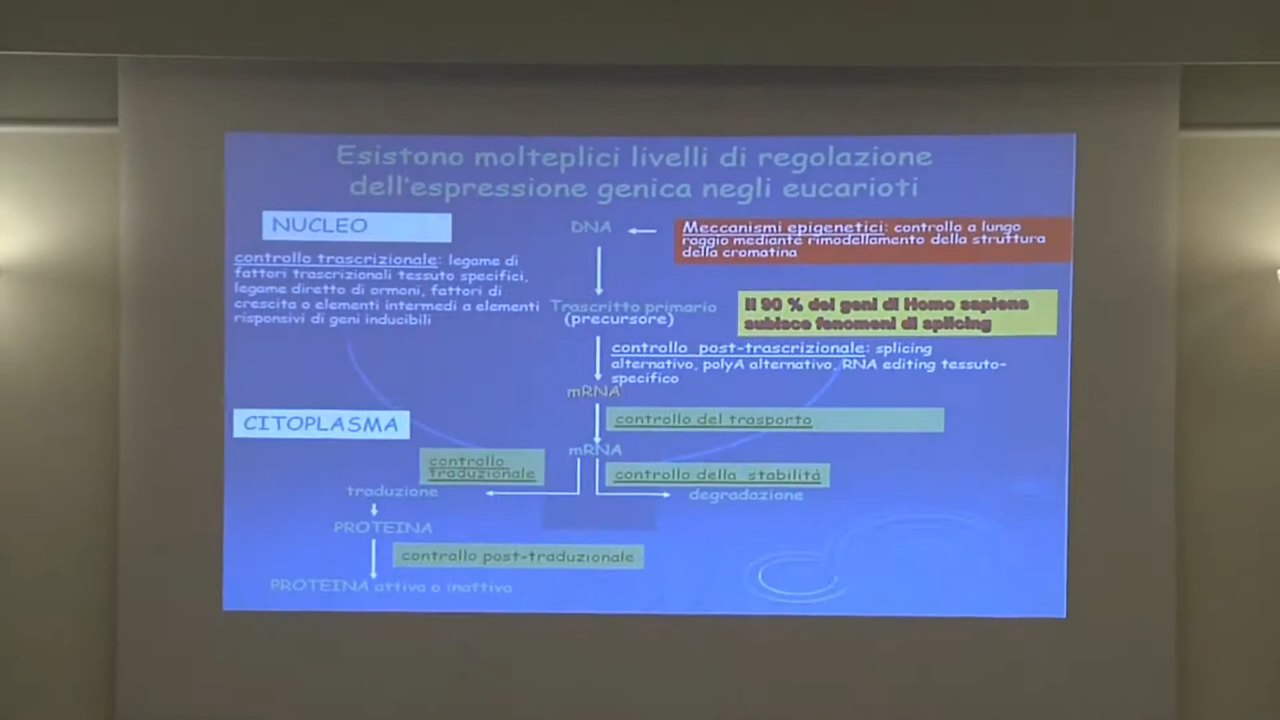 Esistono molteplici livelli di regolazione
dell'espressione genica negli eucarioti
NUCLEO
DNA
Meccanismi epigenetici: controllo a lungo
raggio mediante rimodellamento della struttura
della cromatina
controllo trascrizionale: legame di
fattori trascrizionali tessuto specifici,
legame diretto di ormoni, fattori di
crescita o elementi intermedi a elementi
risponsivi di geni inducibili
Trascritto primario
(precursore)
Il 90 % dei geni di Homo sapiens
subisce fenomeni di splicing
controllo post-trascrizionale: splicing
alternativo, polyA alternativo, RNA editing tessuto-
specifico
mRNA
CITOPLASMA
controllo del trasporto
mRNA
controllo
traduzionale
controllo della stabilità
traduzione
degradazione
PROTEINA
controllo post-traduzionale
PROTEINA attiva o inattiva